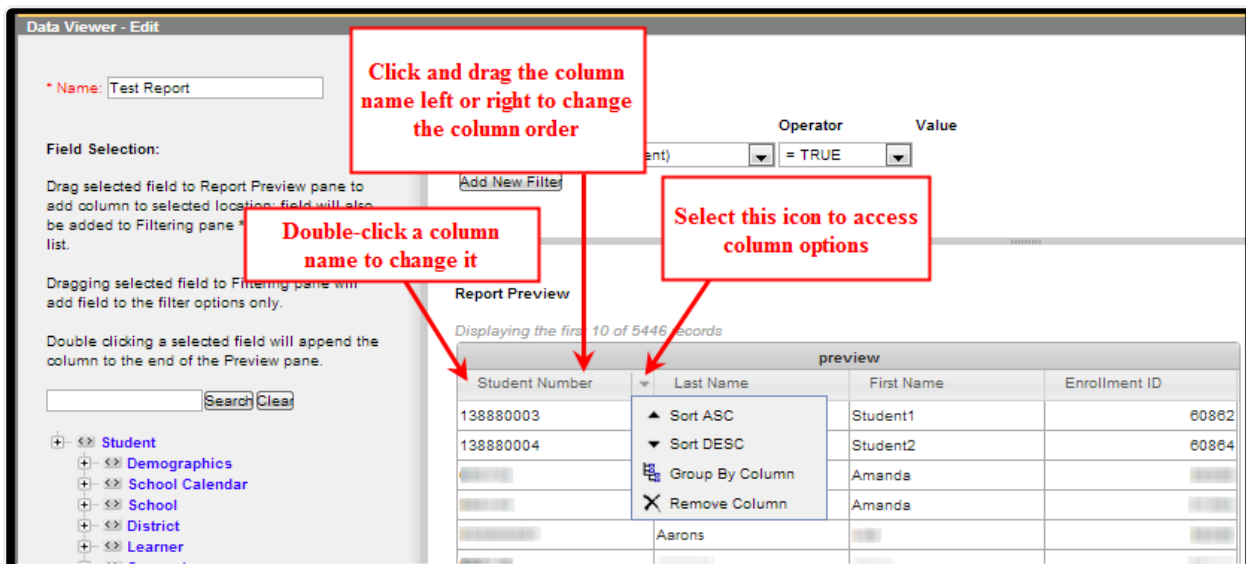 Data Viewer - Edit
* Name: Test Report
Click and drag the column
name left or right to change
the column order
Operator Value
Field Selection:
ent) = TRUE
Add New Filter
Drag selected field to Report Preview pane to
add column to selected location; field will also
be added to Filtering pane *
list.
Double-click a column
name to change it
Select this icon to access
column options
Dragging selected field to Filtering pane will
add field to the filter options only.
Report Preview
Displaying the first 10 of 5446 records
Double clicking a selected field will append the
column to the end of the Preview pane.
Search Clear
preview
Student Number Last Name First Name Enrollment ID
138880003 Sort ASC Student1 60862
138880004 Sort DESC Student2 60864
Group By Column Amanda
Remove Column Amanda
Aarons
Student
Demographics
School Calendar
School
District
Learner